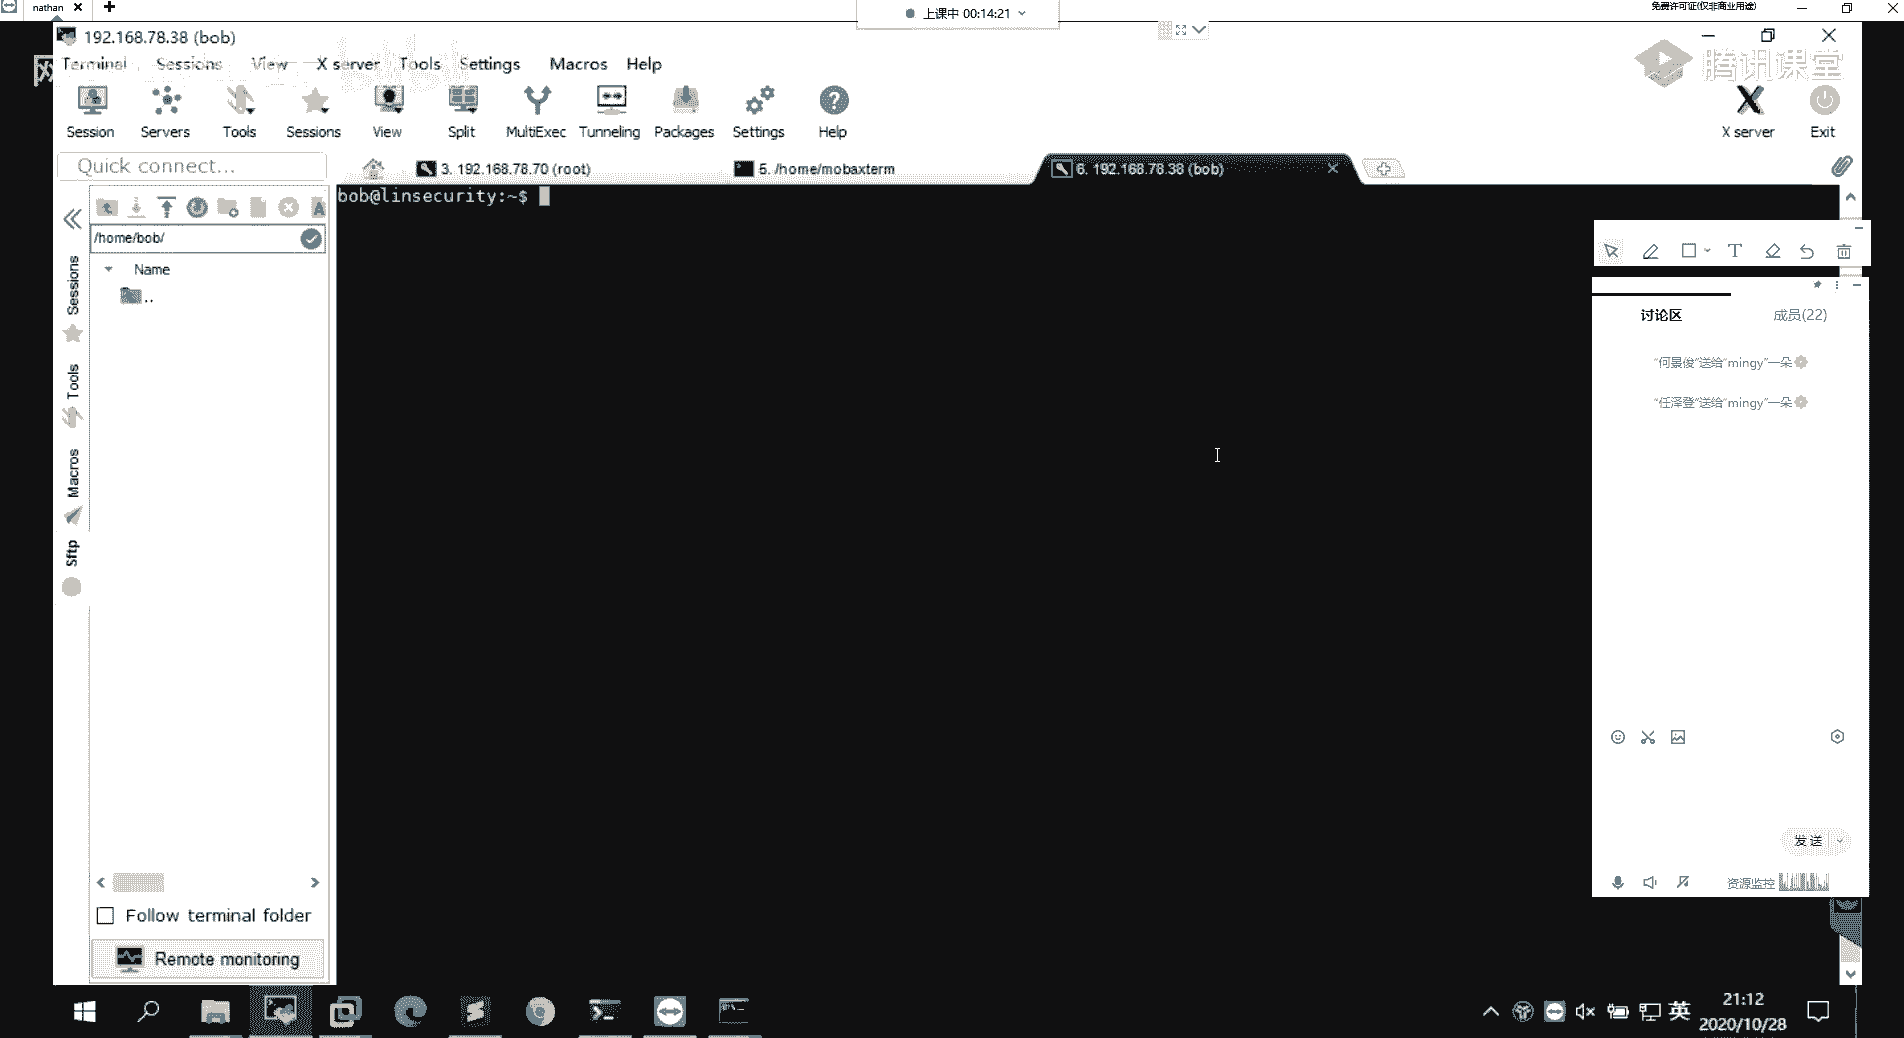 nathan
上课中 00:14:21
免费许可证(仅非商业用途)
192.168.78.38 (bob)
Terminal Sessions View X server Tools Settings Macros Help
腾讯课堂
Session Servers Tools Sessions View Split MultiExec Tunneling Packages Settings Help X server Exit
Quick connect...
3. 192.168.78.70 (root)
5. /home/mobaxterm
6. 192.168.78.38 (bob)
bob@linsecurity:~$
/home/bob/
Name
..
Sessions
Tools
Macros
Sftp
讨论区 成员(22)
"何景俊"送给"mingy"一朵
"任泽登"送给"mingy"一朵
发送
资源监控
Follow terminal folder
Remote monitoring
英
21:12
2020/10/28